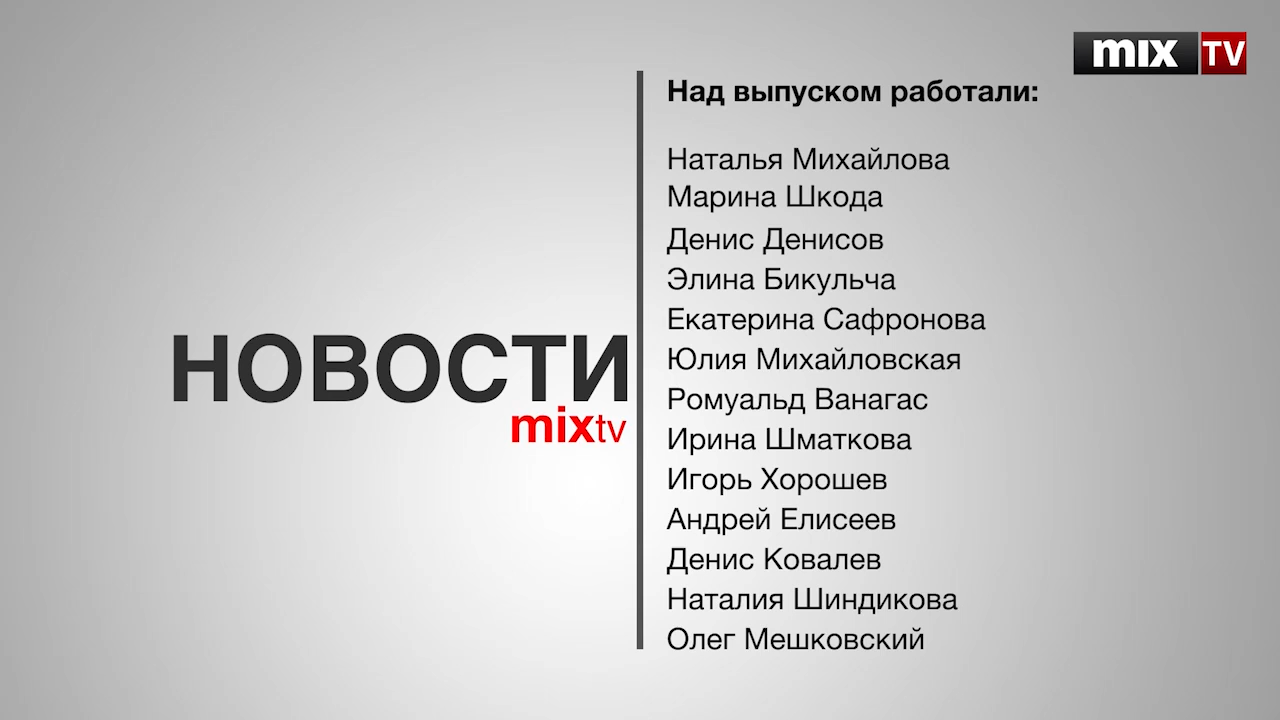 mix TV
Над выпуском работали:
Наталья Михайлова
Марина Шкода
Денис Денисов
Элина Бикульча
Екатерина Сафронова
Юлия Михайловская
Ромуальд Ванагас
Ирина Шматкова
Игорь Хорошев
Андрей Елисеев
Денис Ковалев
Наталия Шиндикова
Олег Мешковский
НОВОСТИ
mixtv